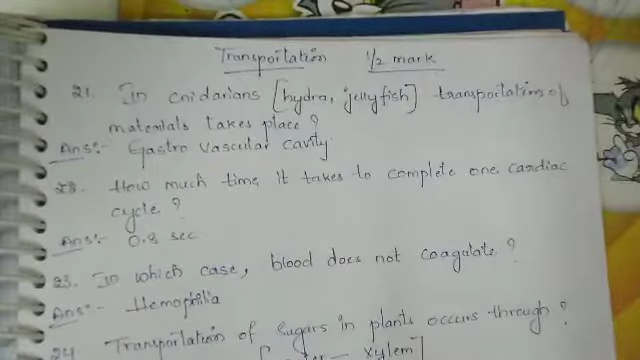 Transportation 1/2 mark
21. In cnidarians [hydra, jellyfish] transportation of
materials takes place?
Ans:- Gastro vascular cavity.
22. How much time it takes to complete one cardiac
cycle?
Ans:- 0.8 sec
23. In which case, blood does not coagulate?
Ans:- Hemophilia
24 Transportation of sugars in plants occurs through?
— xylem]